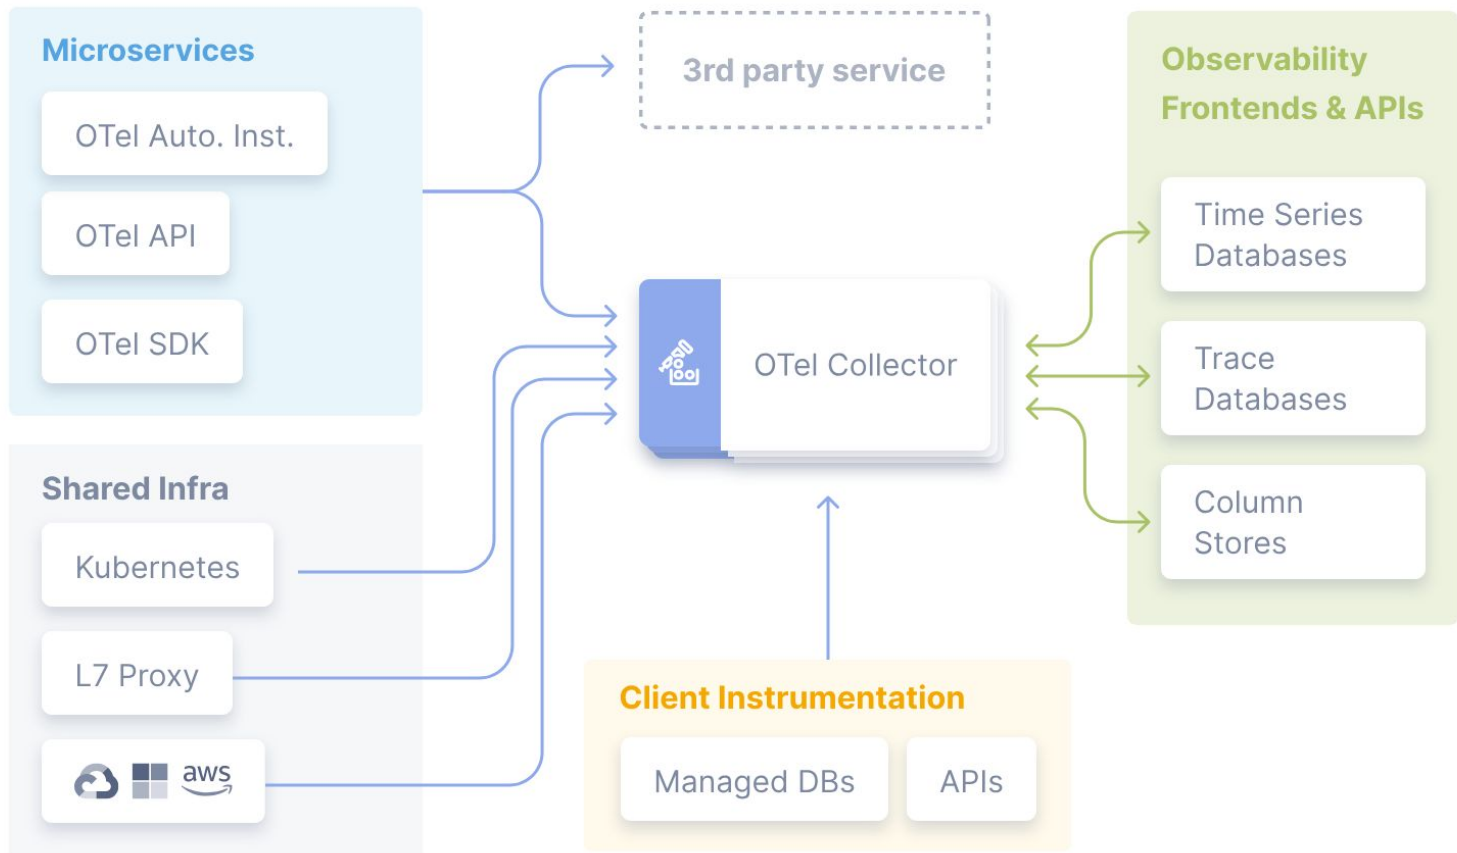 Microservices
OTel Auto. Inst.
OTel API
OTel SDK
Shared Infra
Kubernetes
L7 Proxy
aws
3rd party service
OTel Collector
Client Instrumentation
Managed DBs
APIs
Observability
Frontends & APIs
Time Series
Databases
Trace
Databases
Column
Stores